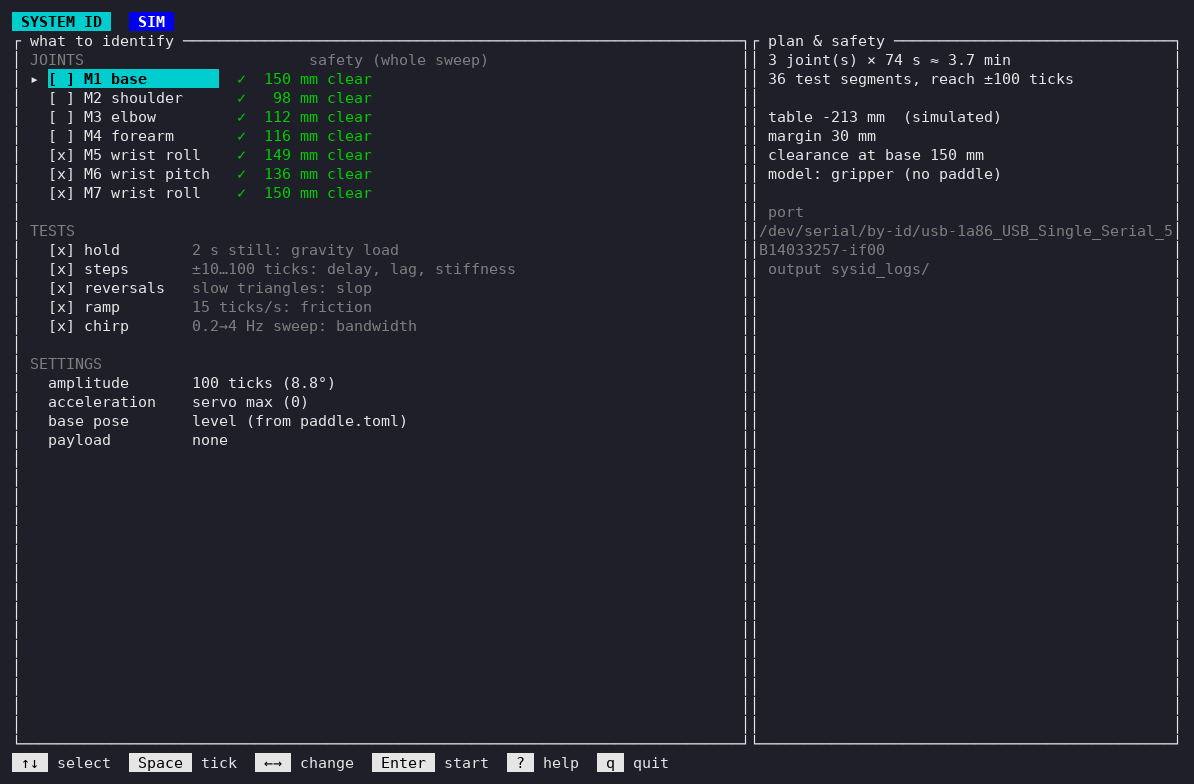 SYSTEM ID SIM
what to identify
JOINTS safety (whole sweep)
▸ [ ] M1 base ✓ 150 mm clear
[ ] M2 shoulder ✓ 98 mm clear
[ ] M3 elbow ✓ 112 mm clear
[ ] M4 forearm ✓ 116 mm clear
[x] M5 wrist roll ✓ 149 mm clear
[x] M6 wrist pitch ✓ 136 mm clear
[x] M7 wrist roll ✓ 150 mm clear
TESTS
[x] hold 2 s still: gravity load
[x] steps ±10…100 ticks: delay, lag, stiffness
[x] reversals slow triangles: slop
[x] ramp 15 ticks/s: friction
[x] chirp 0.2→4 Hz sweep: bandwidth
SETTINGS
amplitude 100 ticks (8.8°)
acceleration servo max (0)
base pose level (from paddle.toml)
payload none
plan & safety
3 joint(s) × 74 s ≈ 3.7 min
36 test segments, reach ±100 ticks
table -213 mm (simulated)
margin 30 mm
clearance at base 150 mm
model: gripper (no paddle)
port
/dev/serial/by-id/usb-1a86_USB_Single_Serial_5
B14033257-if00
output sysid_logs/
↑↓ select Space tick ←→ change Enter start ? help q quit